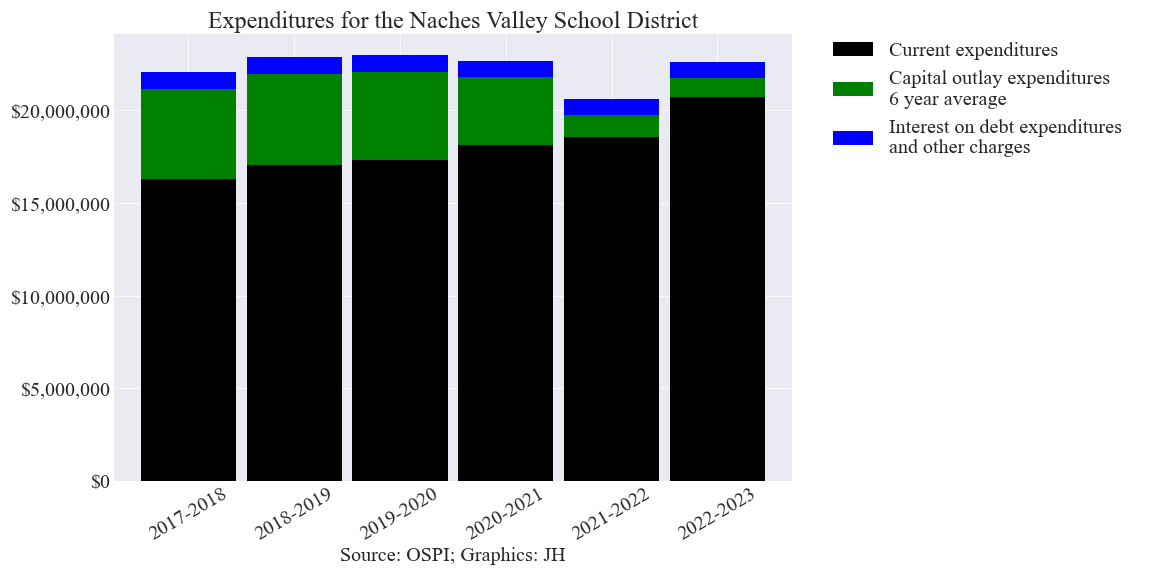 Expenditures for the Naches Valley School District
Current expenditures
Capital outlay expenditures
6 year average
Interest on debt expenditures
and other charges
$20,000,000
$15,000,000
$10,000,000
$5,000,000
$0
2017-2018
2018-2019
2019-2020
2020-2021
2021-2022
2022-2023
Source: OSPI; Graphics: JH